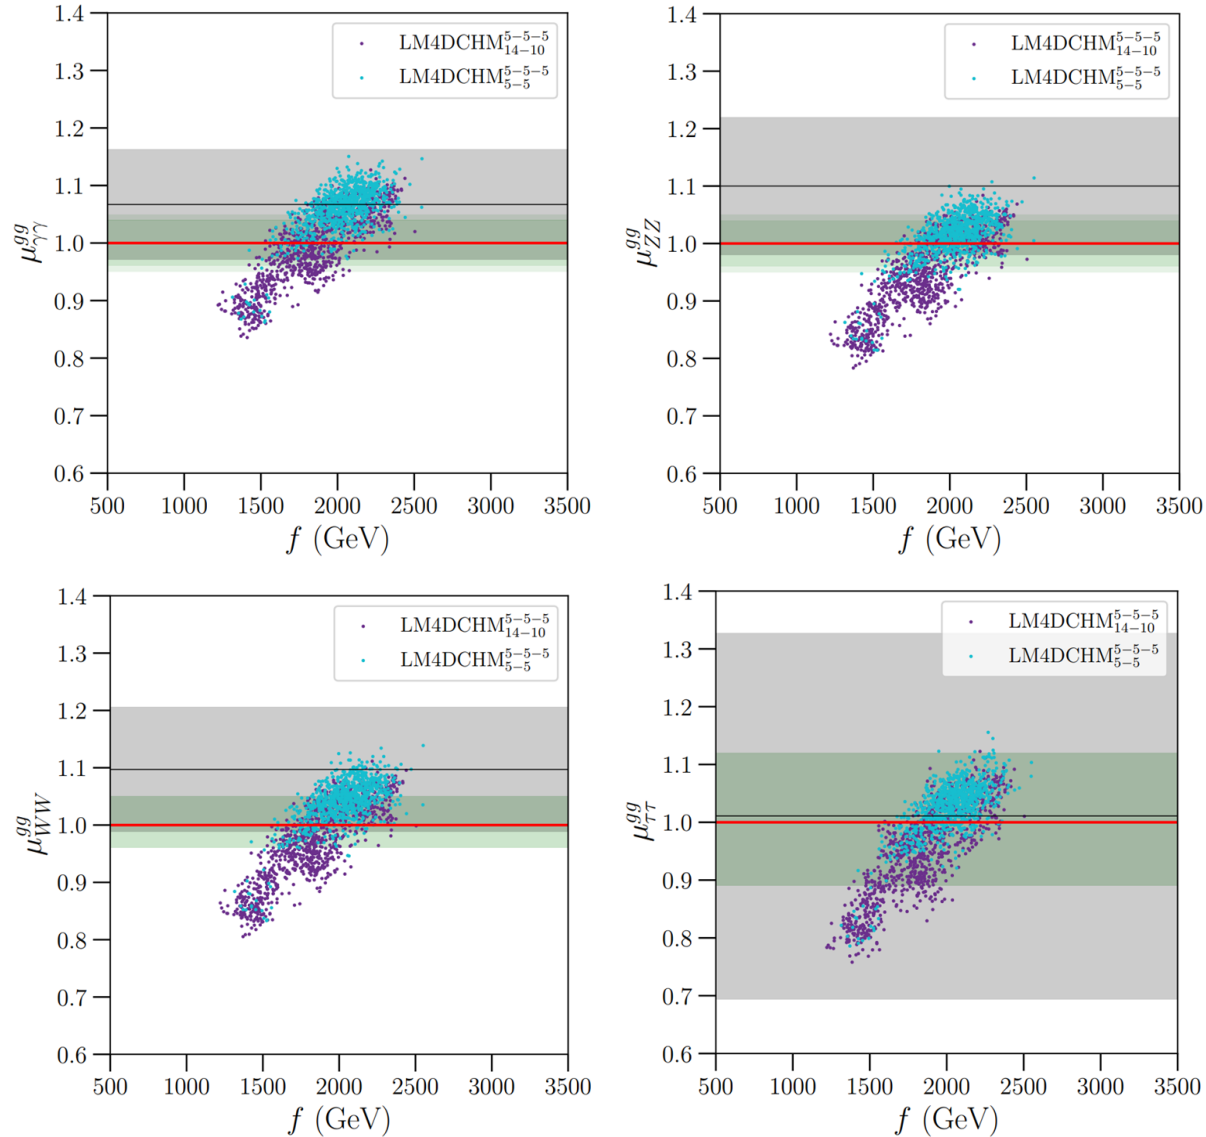 1.4
1.3
1.2
1.1
1.0
0.9
0.8
0.7
0.6
μ^{gg}_{γγ}
LM4DCHM^{5−5−5}_{14−10}
LM4DCHM^{5−5−5}_{5−5}
500 1000 1500 2000 2500 3000 3500
f (GeV)
1.4
1.3
1.2
1.1
1.0
0.9
0.8
0.7
0.6
μ^{gg}_{ZZ}
LM4DCHM^{5−5−5}_{14−10}
LM4DCHM^{5−5−5}_{5−5}
500 1000 1500 2000 2500 3000 3500
f (GeV)
1.4
1.3
1.2
1.1
1.0
0.9
0.8
0.7
0.6
μ^{gg}_{WW}
LM4DCHM^{5−5−5}_{14−10}
LM4DCHM^{5−5−5}_{5−5}
500 1000 1500 2000 2500 3000 3500
f (GeV)
1.4
1.3
1.2
1.1
1.0
0.9
0.8
0.7
0.6
μ^{gg}_{ττ}
LM4DCHM^{5−5−5}_{14−10}
LM4DCHM^{5−5−5}_{5−5}
500 1000 1500 2000 2500 3000 3500
f (GeV)